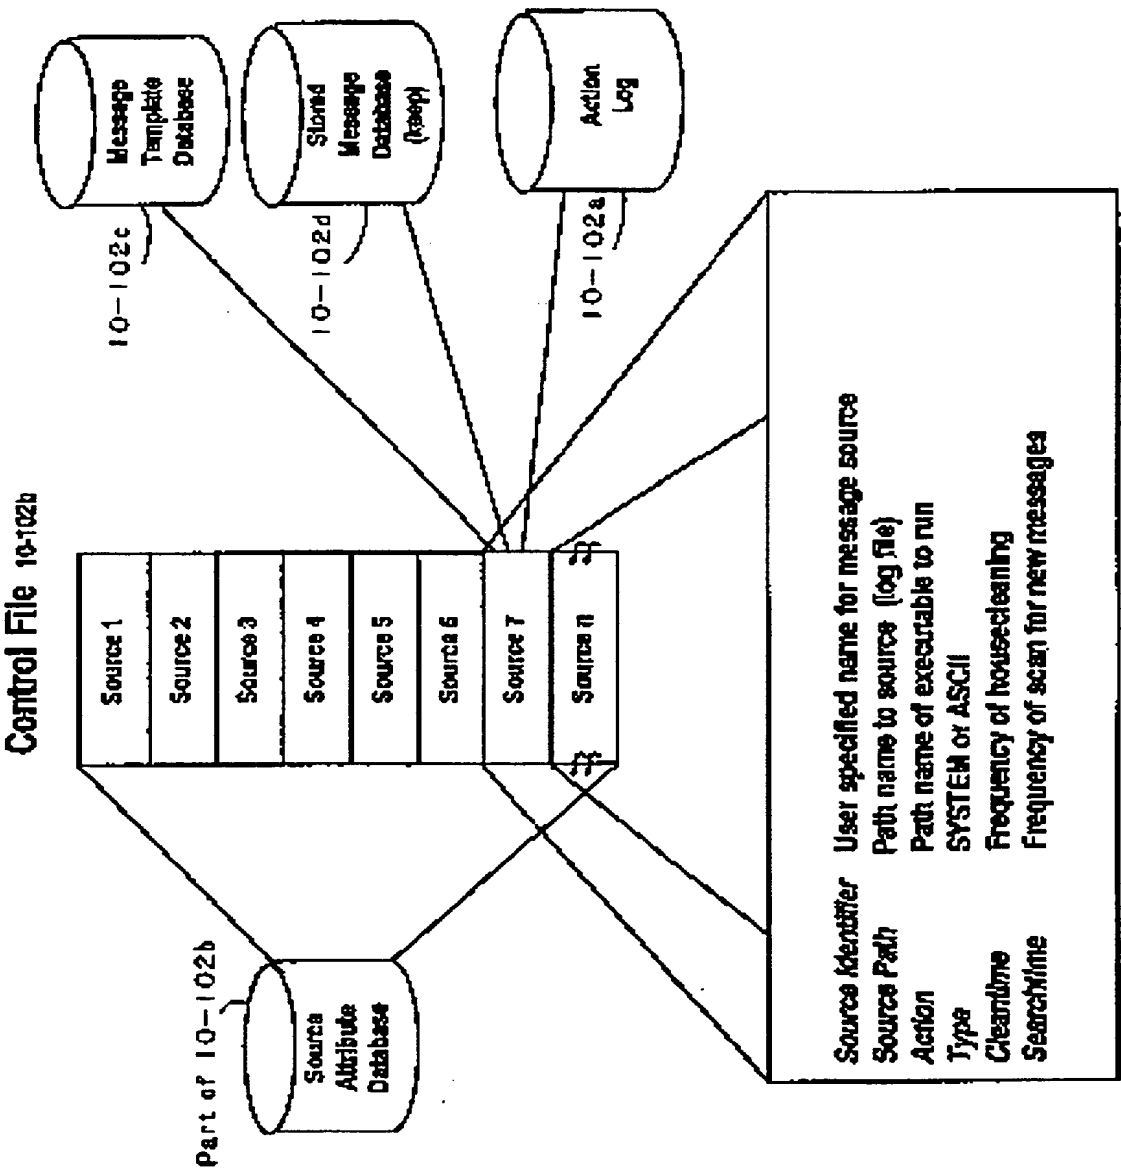 Control File 10-102b
Part of 10-102b
Source
Attribute
Database
Source 1
Source 2
Source 3
Source 4
Source 5
Source 6
Source 7
Source n
10-102c
Message
Template
Database
10-102d
Stored
Message
Database
(keep)
10-102a
Action
Log
Source Identifier User specified name for message source
Source Path Path name to source (log file)
Action Path name of executable to run
Type SYSTEM or ASCII
Cleantime Frequency of housecleaning
Searchtime Frequency of scan for new messages